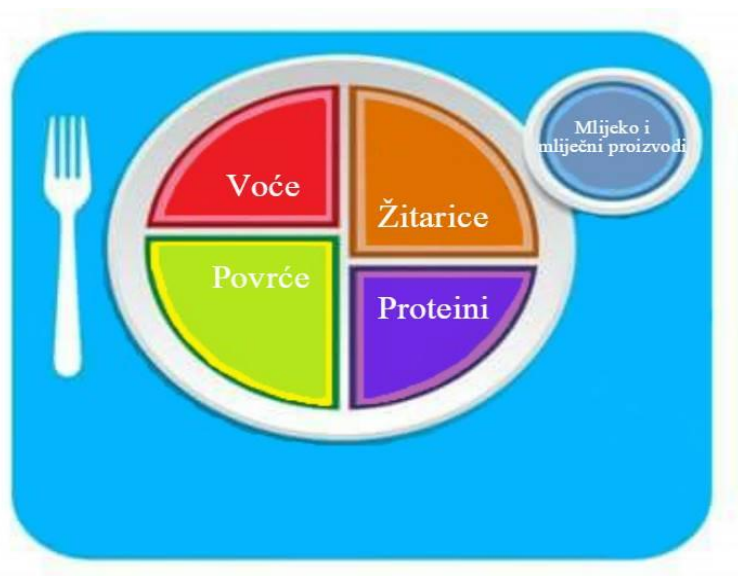 Voće
Žitarice
Povrće
Proteini
Mlijeko i
mliječni proizvodi